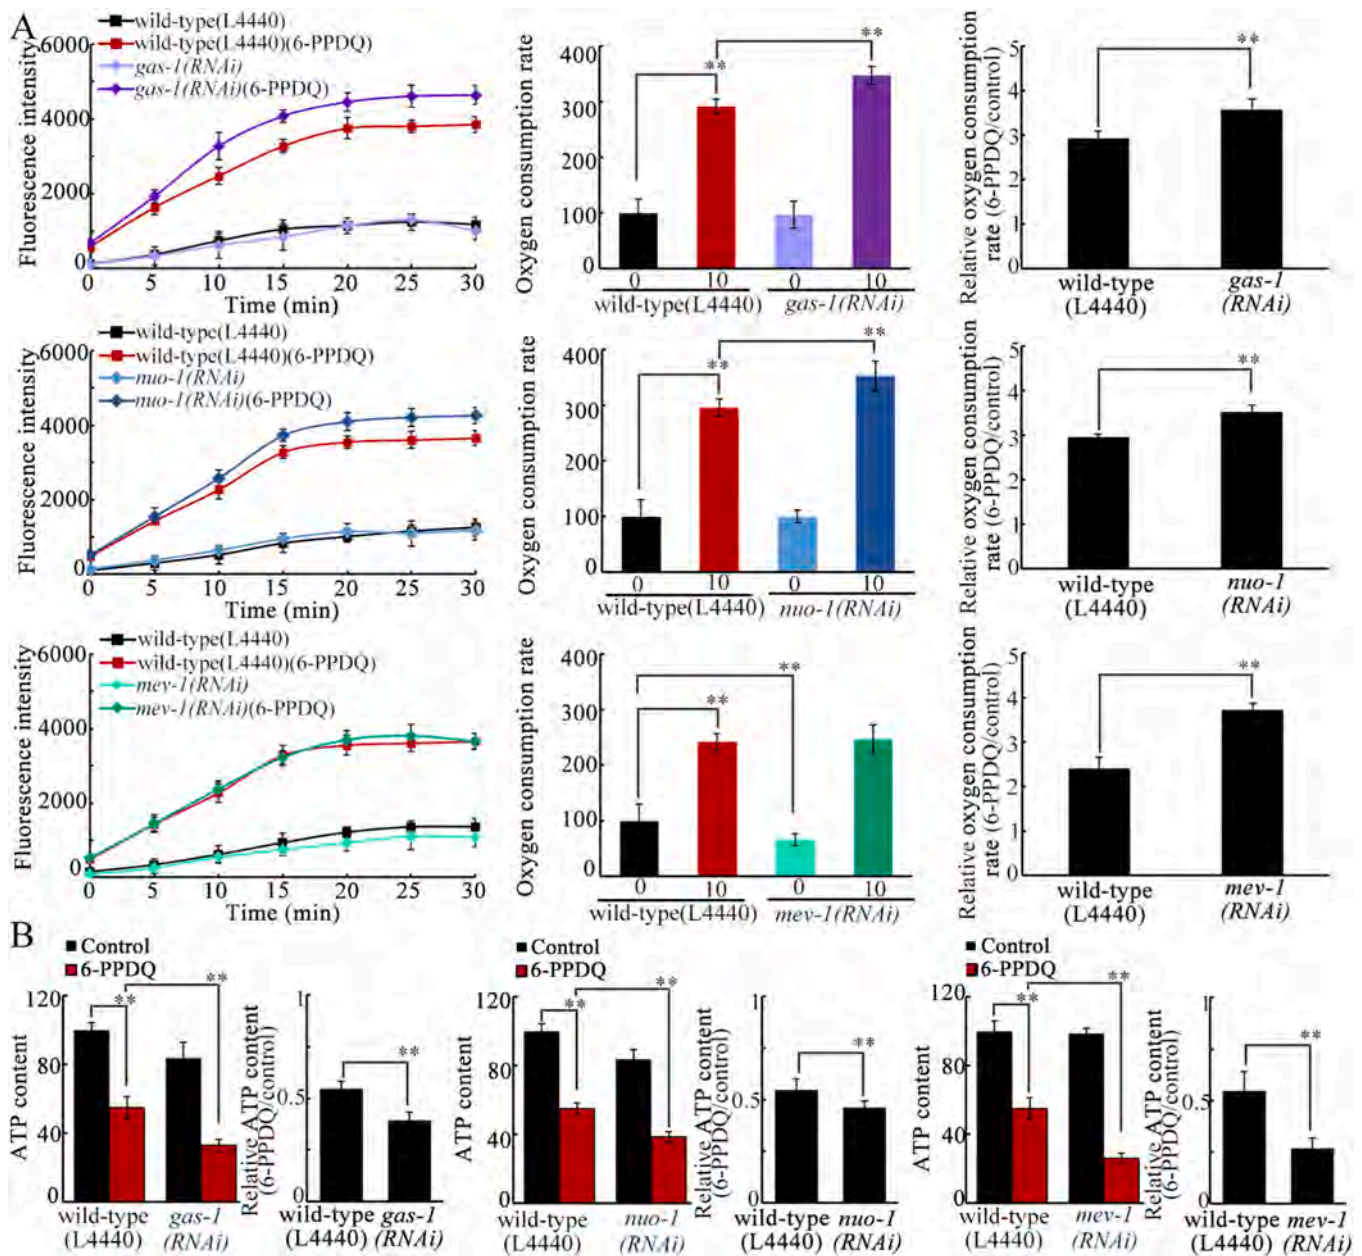 A
wild-type(L4440)
wild-type(L4440)(6-PPDQ)
gas-1(RNAi)
gas-1(RNAi)(6-PPDQ)
Fluorescence intensity
6000
4000
2000
0
0 5 10 15 20 25 30
Time (min)
Oxygen consumption rate
400
300
200
100
0
** **
0 10 0 10
wild-type(L4440) gas-1(RNAi)
Relative oxygen consumption
rate (6-PPDQ/control)
5
4
3
2
1
0
**
wild-type gas-1
(L4440) (RNAi)
wild-type(L4440)
wild-type(L4440)(6-PPDQ)
nuo-1(RNAi)
nuo-1(RNAi)(6-PPDQ)
Fluorescence intensity
6000
4000
2000
0
0 5 10 15 20 25 30
Time (min)
Oxygen consumption rate
400
300
200
100
0
** **
0 10 0 10
wild-type(L4440) nuo-1(RNAi)
Relative oxygen consumption
rate (6-PPDQ/control)
5
4
3
2
1
0
**
wild-type nuo-1
(L4440) (RNAi)
wild-type(L4440)
wild-type(L4440)(6-PPDQ)
mev-1(RNAi)
mev-1(RNAi)(6-PPDQ)
Fluorescence intensity
6000
4000
2000
0
0 5 10 15 20 25 30
Time (min)
Oxygen consumption rate
400
300
200
100
0
** **
0 10 0 10
wild-type(L4440) mev-1(RNAi)
Relative oxygen consumption
rate (6-PPDQ/control)
5
4
3
2
1
0
**
wild-type mev-1
(L4440) (RNAi)
B
Control
6-PPDQ
ATP content
120
80
40
0
** **
wild-type gas-1
(L4440) (RNAi)
Relative ATP content
(6-PPDQ/control)
1
0.5
0
**
wild-type gas-1
(L4440) (RNAi)
Control
6-PPDQ
ATP content
120
80
40
0
** **
wild-type nuo-1
(L4440) (RNAi)
Relative ATP content
(6-PPDQ/control)
1
0.5
0
**
wild-type nuo-1
(L4440) (RNAi)
Control
6-PPDQ
ATP content
120
80
40
0
** **
wild-type mev-1
(L4440) (RNAi)
Relative ATP content
(6-PPDQ/control)
1
0.5
0
**
wild-type mev-1
(L4440) (RNAi)